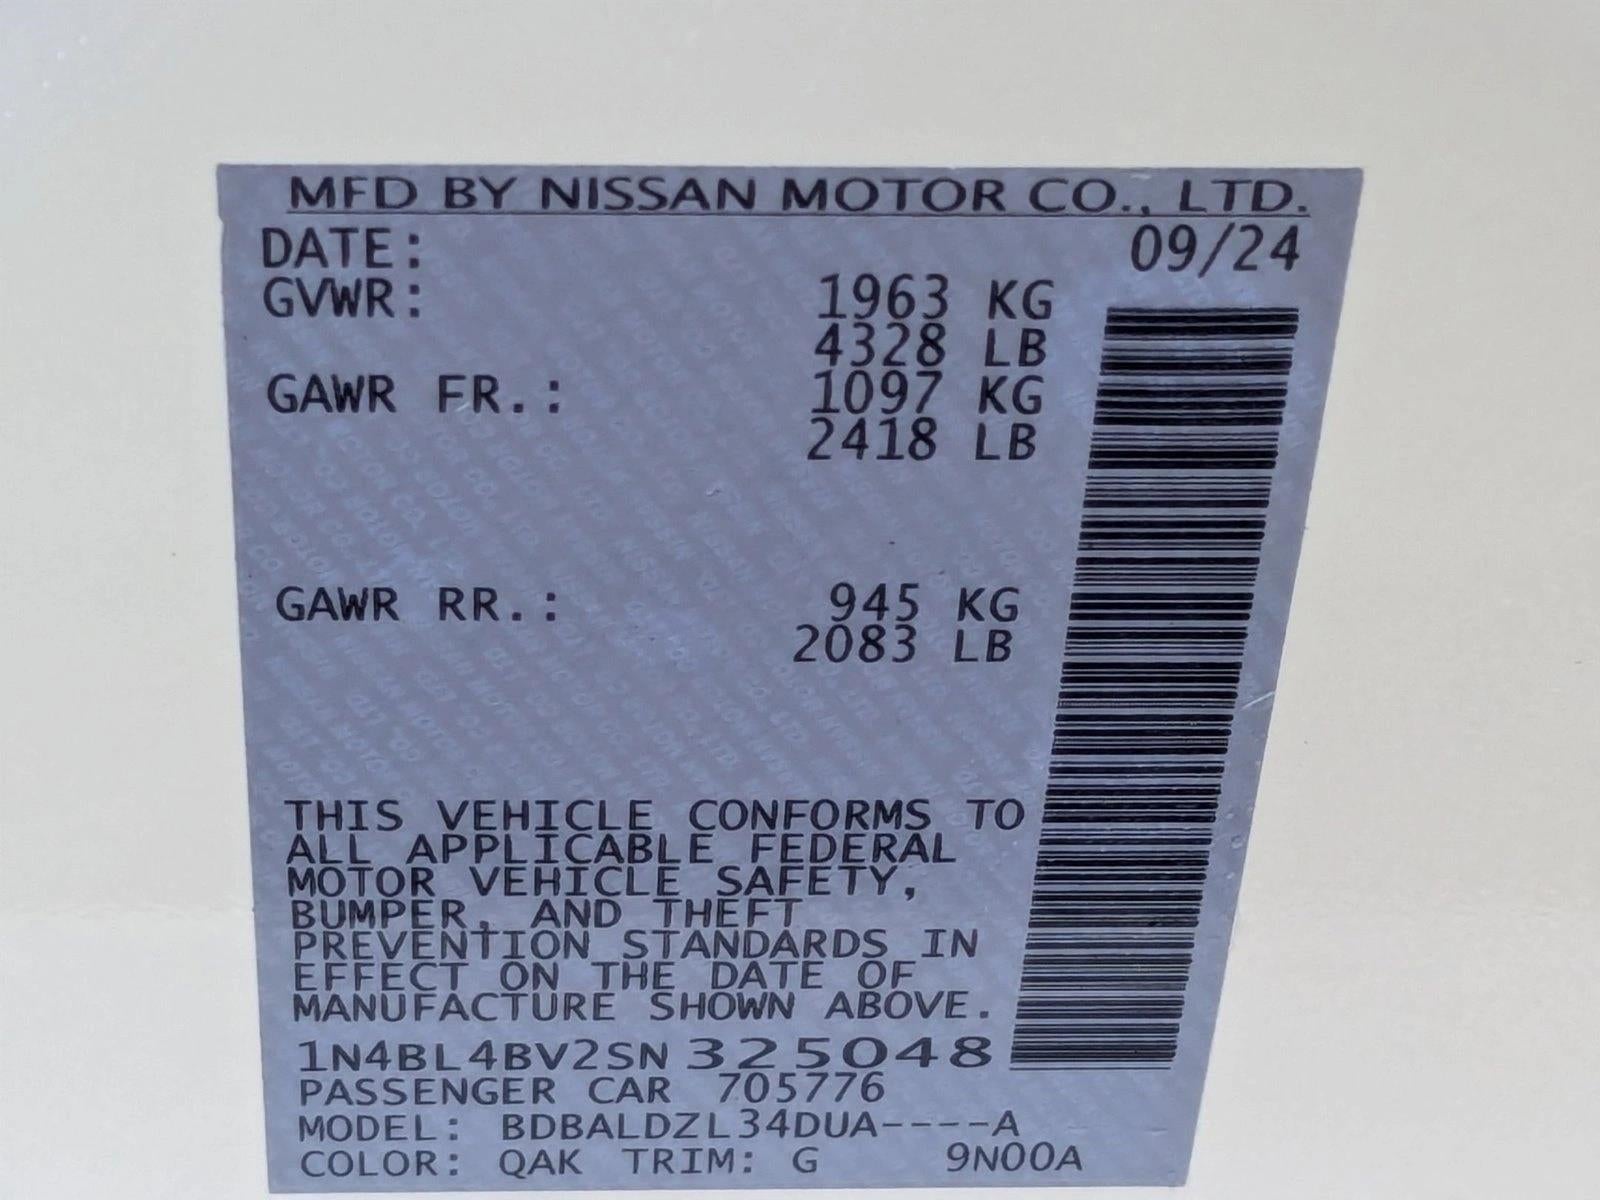 MFD BY NISSAN MOTOR CO., LTD.
DATE: 09/24
GVWR: 1963 KG
4328 LB
GAWR FR.: 1097 KG
2418 LB
GAWR RR.: 945 KG
2083 LB
THIS VEHICLE CONFORMS TO
ALL APPLICABLE FEDERAL
MOTOR VEHICLE SAFETY,
BUMPER, AND THEFT
PREVENTION STANDARDS IN
EFFECT ON THE DATE OF
MANUFACTURE SHOWN ABOVE.
1N4BL4BV2SN325048
PASSENGER CAR 705776
MODEL: BDBALDZL34DUA----A
COLOR: QAK TRIM: G 9N00A